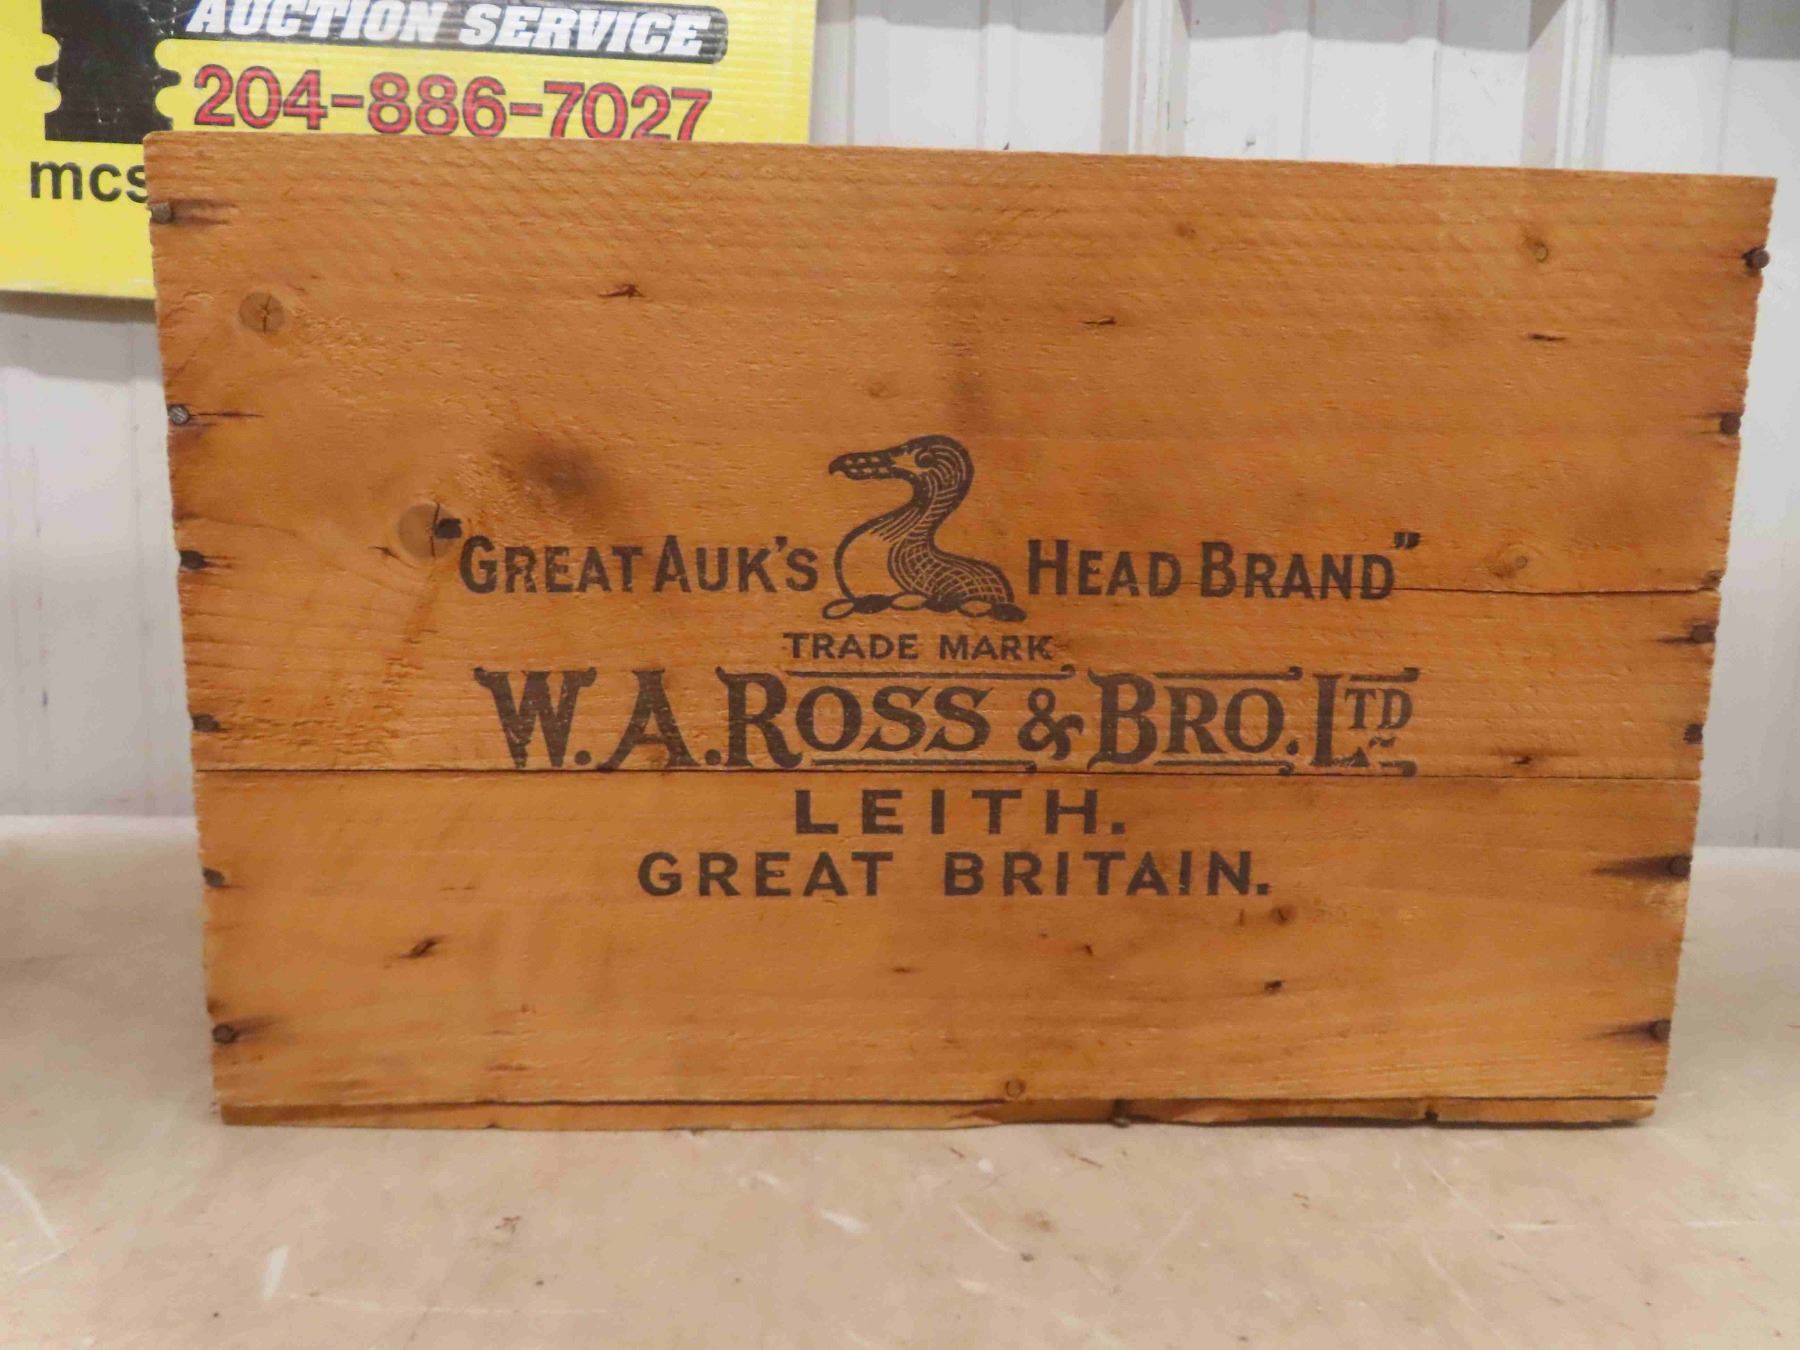 AUCTION SERVICE
204-886-7027
mcs
"GREAT AUK'S HEAD BRAND"
TRADE MARK
W. A. ROSS & BRO. LTD
LEITH.
GREAT BRITAIN.